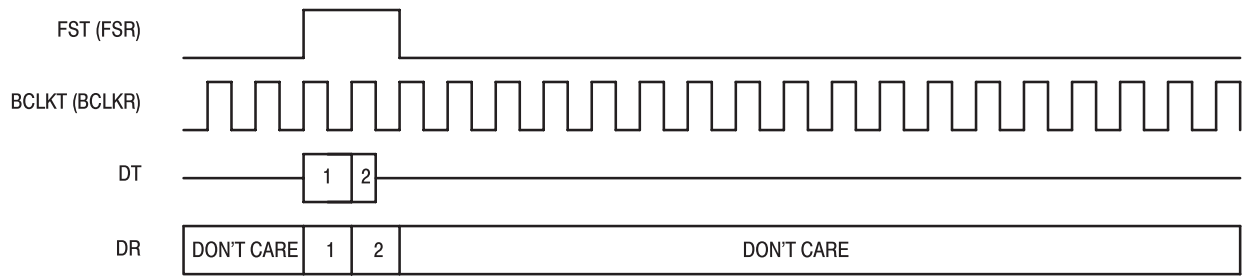 FST (FSR)
BCLKT (BCLKR)
DT 1 2
DR DON'T CARE 1 2 DON'T CARE